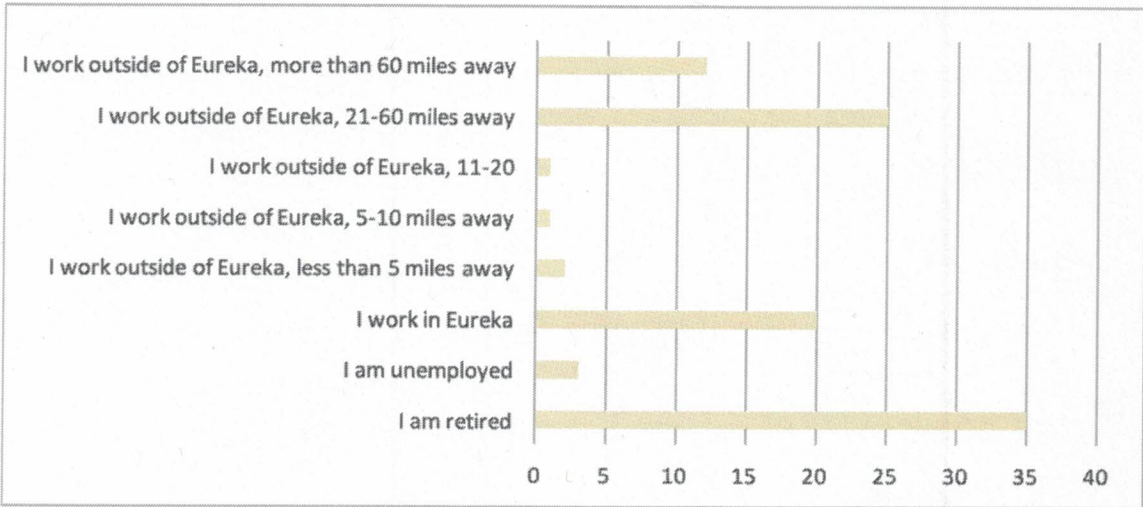 I work outside of Eureka, more than 60 miles away
I work outside of Eureka, 21-60 miles away
I work outside of Eureka, 11-20
I work outside of Eureka, 5-10 miles away
I work outside of Eureka, less than 5 miles away
I work in Eureka
I am unemployed
I am retired
0 5 10 15 20 25 30 35 40